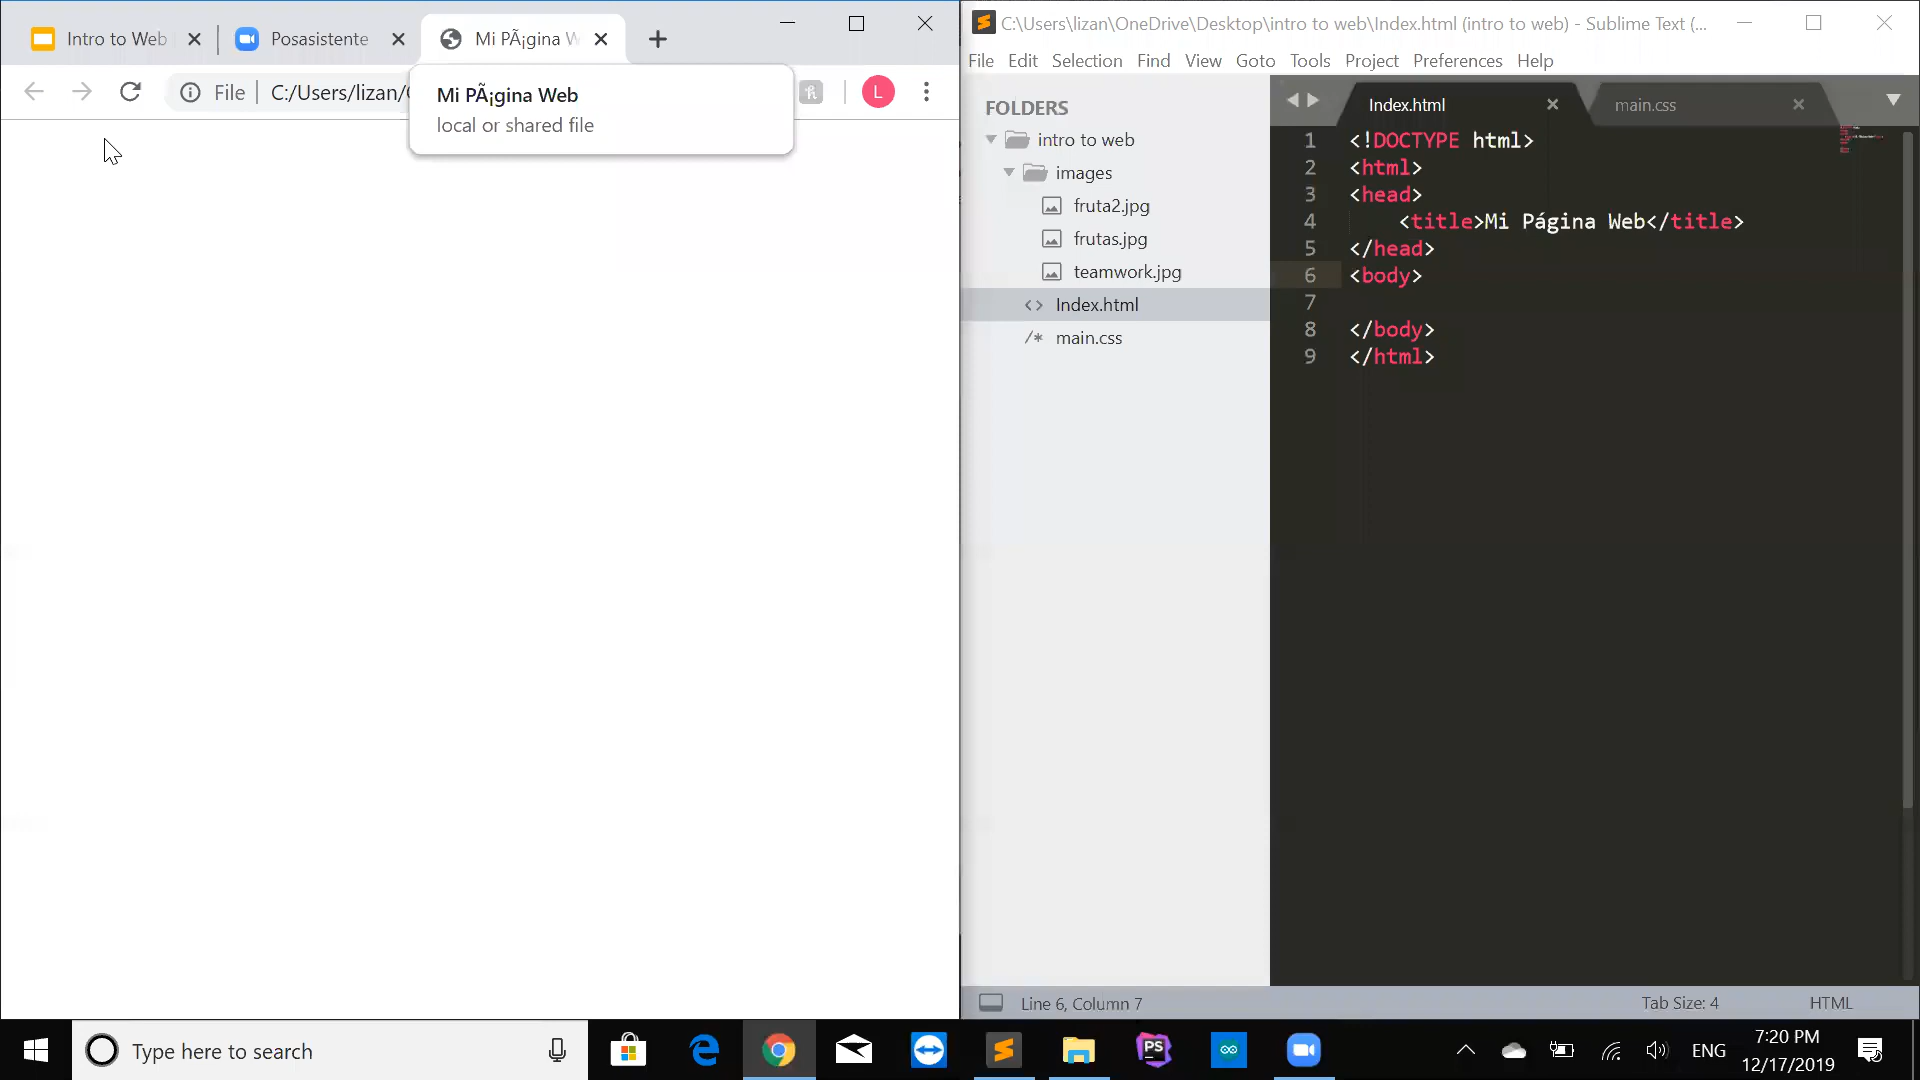 Intro to Web
Posasistente
Mi PÃ¡gina W
File
C:/Users/lizan/
L
Mi PÃ¡gina Web
local or shared file
C:\Users\lizan\OneDrive\Desktop\intro to web\Index.html (intro to web) - Sublime Text (...
File Edit Selection Find View Goto Tools Project Preferences Help
FOLDERS
intro to web
images
fruta2.jpg
frutas.jpg
teamwork.jpg
<> Index.html
/* main.css
Index.html
main.css
1 <!DOCTYPE html>
2 <html>
3 <head>
4 <title>Mi Página Web</title>
5 </head>
6 <body>
7
8 </body>
9 </html>
Line 6, Column 7
Tab Size: 4
HTML
Type here to search
PS
ENG
7:20 PM
12/17/2019